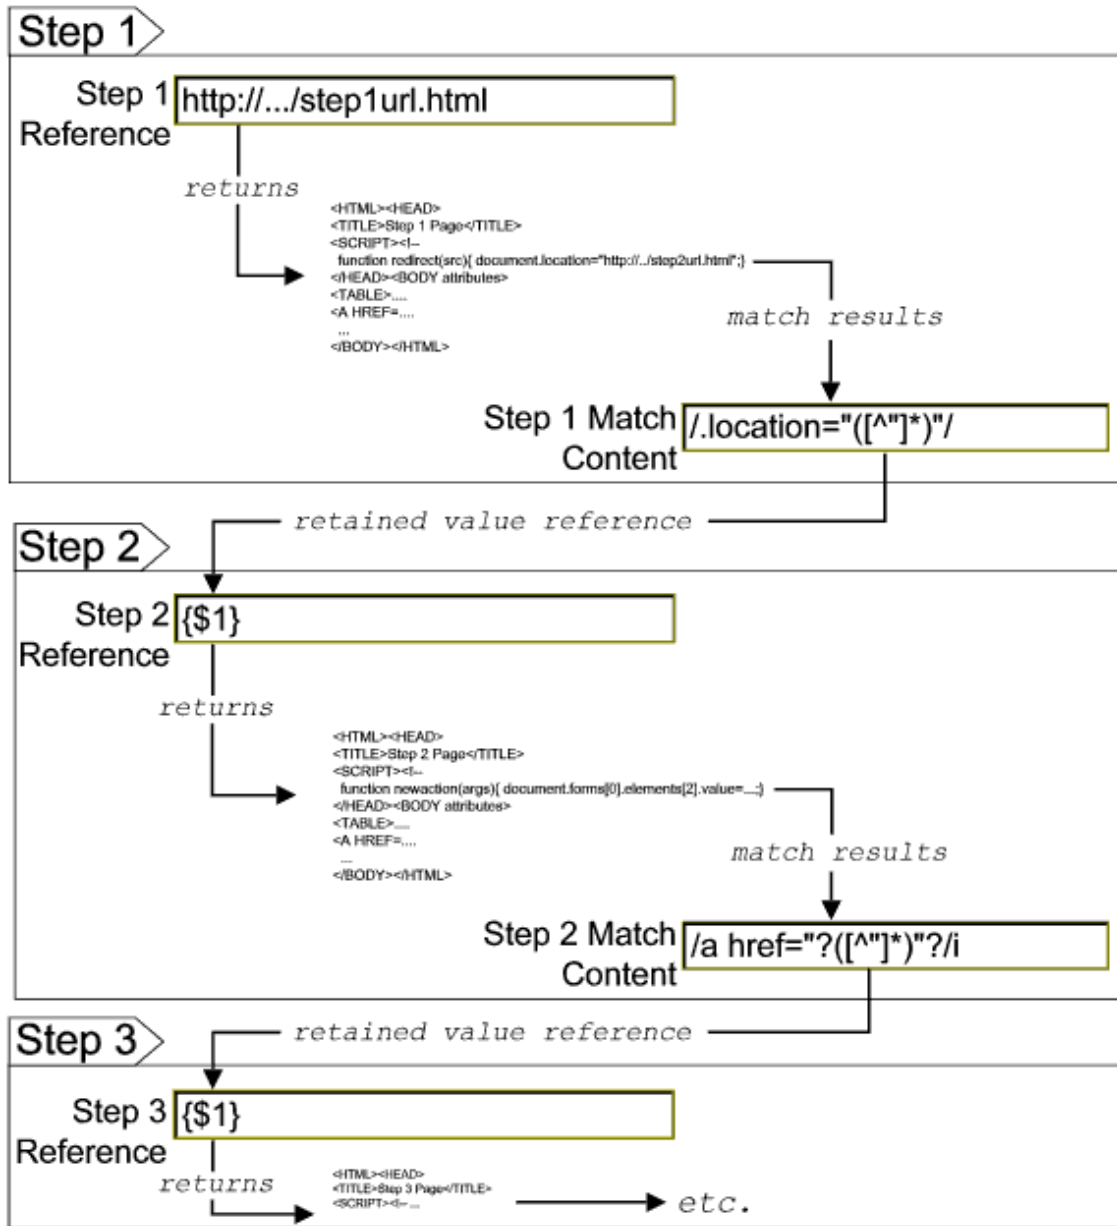 Step 1
Step 1
Reference
http://.../step1url.html
returns
<HTML><HEAD>
<TITLE>Step 1 Page</TITLE>
<SCRIPT><!--
function redirect(src){ document.location="http://../step2url.html";}
</HEAD><BODY attributes>
<TABLE>....
<A HREF=....
...
</BODY></HTML>
match results
Step 1 Match
Content
/.location="([^"]*)"/
retained value reference
Step 2
Step 2
Reference
{$1}
returns
<HTML><HEAD>
<TITLE>Step 2 Page</TITLE>
<SCRIPT><!--
function newaction(args){ document.forms[0].elements[2].value=...;}
</HEAD><BODY attributes>
<TABLE>....
<A HREF=....
...
</BODY></HTML>
match results
Step 2 Match
Content
/a href="?([^"]*)"?/i
retained value reference
Step 3
Step 3
Reference
{$1}
returns
<HTML><HEAD>
<TITLE>Step 3 Page</TITLE>
<SCRIPT><!-- ...
etc.